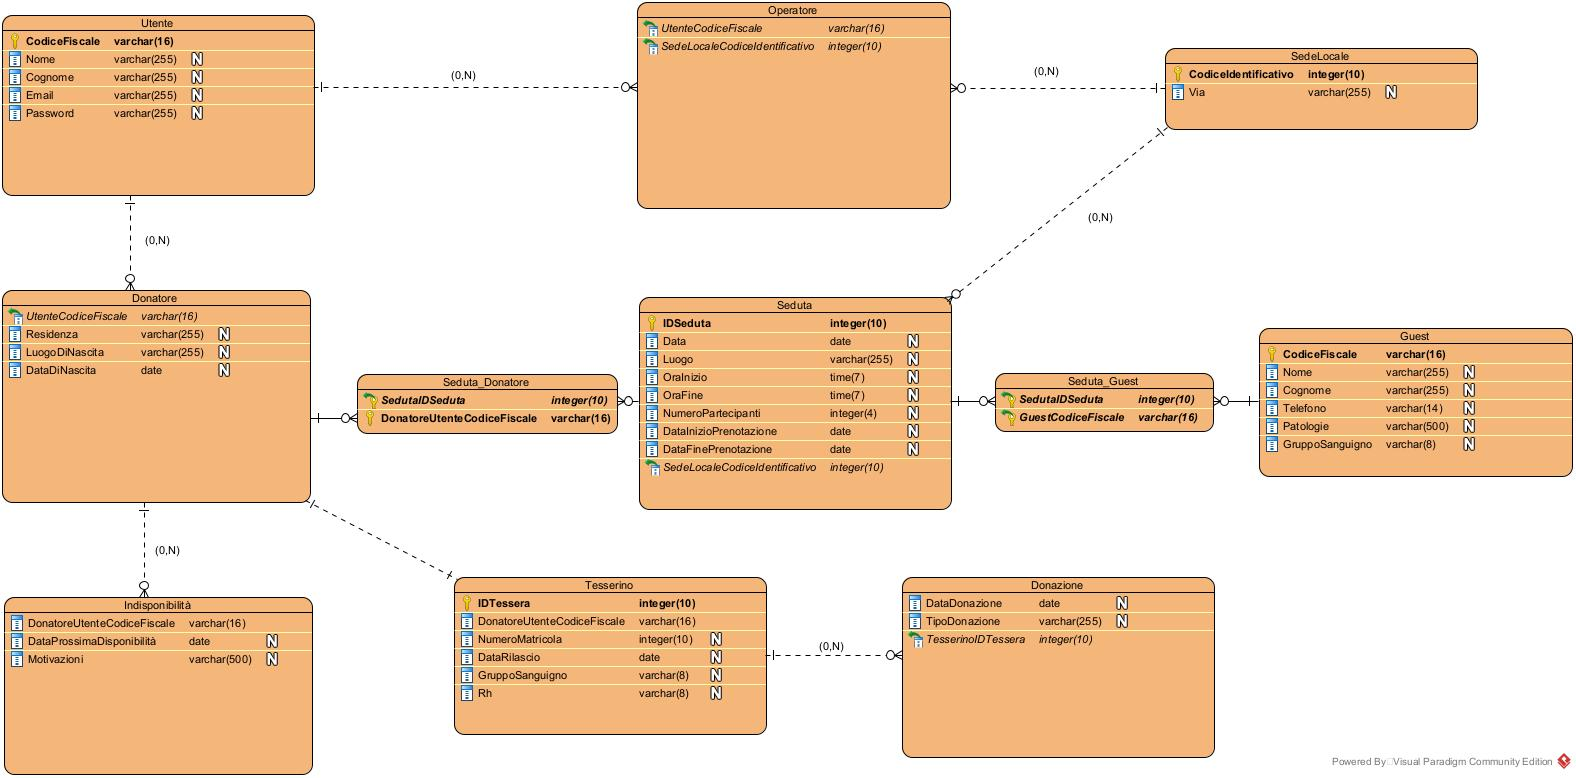 Utente
CodiceFiscale varchar(16)
Nome varchar(255) N
Cognome varchar(255) N
Email varchar(255) N
Password varchar(255) N
(0,N)
Operatore
UtenteCodiceFiscale varchar(16)
SedeLocaleCodiceIdentificativo integer(10)
(0,N)
SedeLocale
CodiceIdentificativo integer(10)
Via varchar(255) N
(0,N)
(0,N)
Donatore
UtenteCodiceFiscale varchar(16)
Residenza varchar(255) N
LuogoDiNascita varchar(255) N
DataDiNascita date N
Seduta_Donatore
SedutaIDSeduta integer(10)
DonatoreUtenteCodiceFiscale varchar(16)
Seduta
IDSeduta integer(10)
Data date N
Luogo varchar(255) N
OraInizio time(7) N
OraFine time(7) N
NumeroPartecipanti integer(4) N
DataInizioPrenotazione date N
DataFinePrenotazione date N
SedeLocaleCodiceIdentificativo integer(10)
Seduta_Guest
SedutaIDSeduta integer(10)
GuestCodiceFiscale varchar(16)
Guest
CodiceFiscale varchar(16)
Nome varchar(255) N
Cognome varchar(255) N
Telefono varchar(14) N
Patologie varchar(500) N
GruppoSanguigno varchar(8) N
(0,N)
Indisponibilità
DonatoreUtenteCodiceFiscale varchar(16)
DataProssimaDisponibilità date N
Motivazioni varchar(500) N
Tesserino
IDTessera integer(10)
DonatoreUtenteCodiceFiscale varchar(16)
NumeroMatricola integer(10) N
DataRilascio date N
GruppoSanguigno varchar(8) N
Rh varchar(8) N
(0,N)
Donazione
DataDonazione date N
TipoDonazione varchar(255) N
TesserinoIDTessera integer(10)
Powered By Visual Paradigm Community Edition